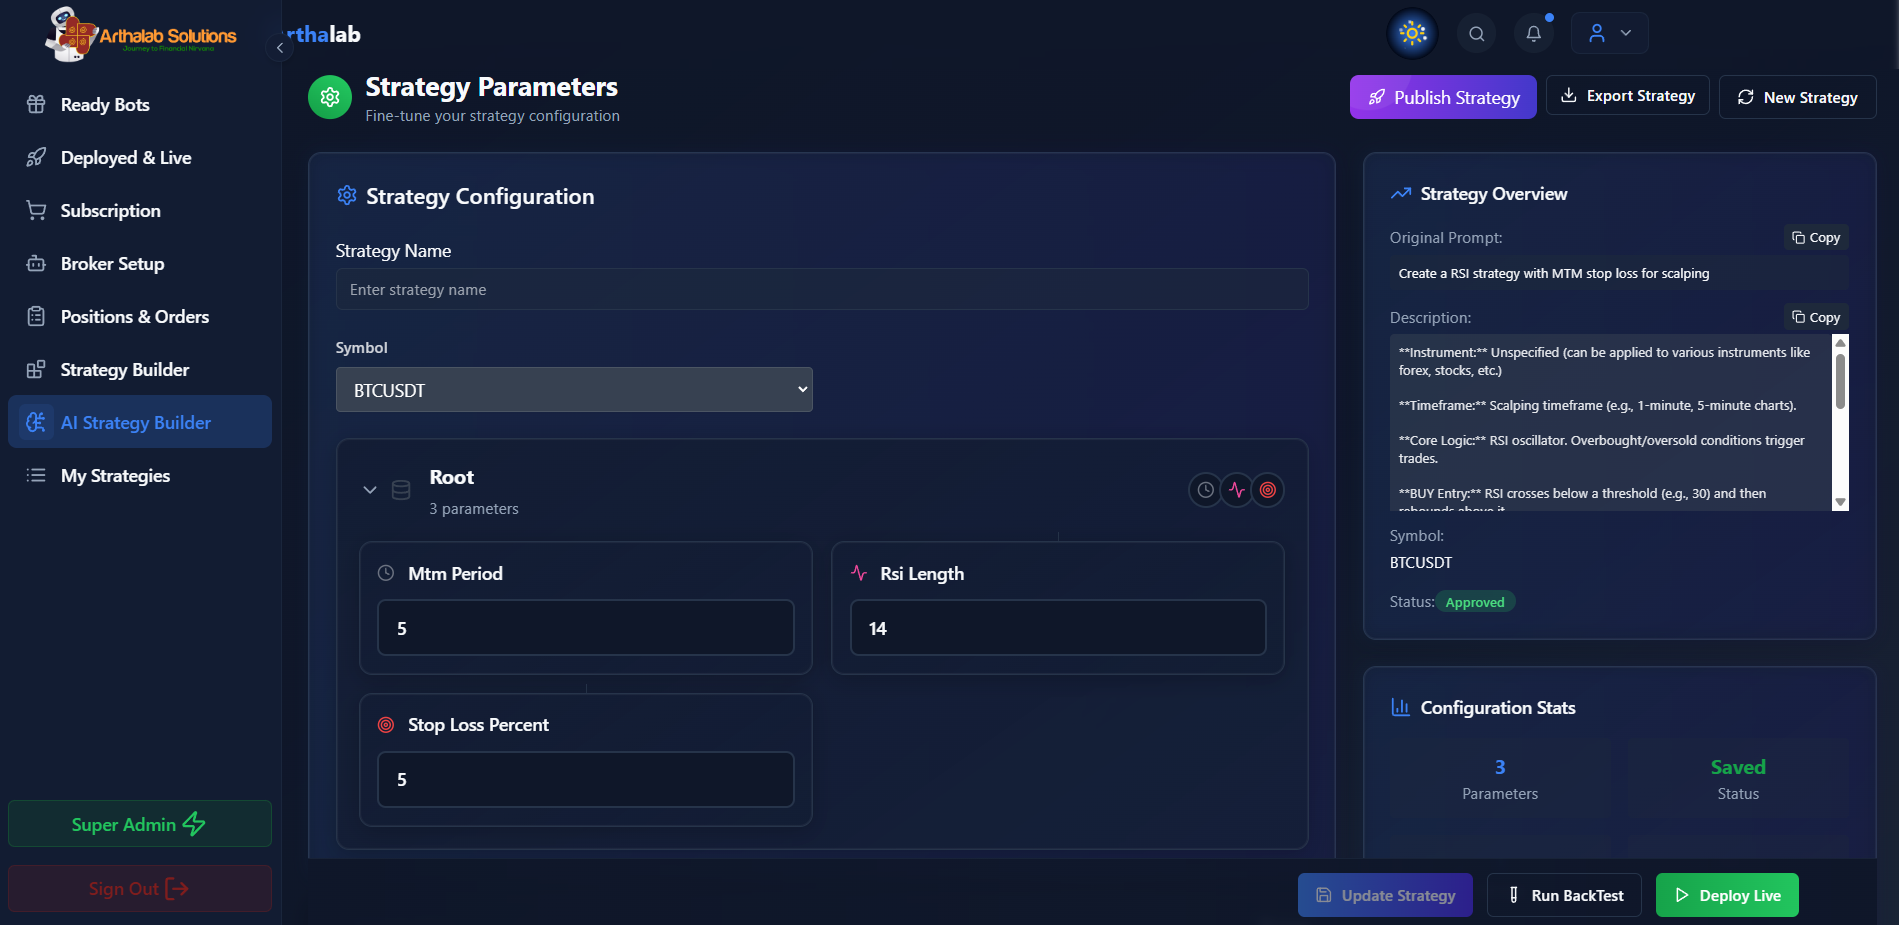 Arthalab Solutions
Journey to Financial Nirvana
Ready Bots
Deployed & Live
Subscription
Broker Setup
Positions & Orders
Strategy Builder
AI Strategy Builder
My Strategies
Super Admin
Sign Out
rthalab
Strategy Parameters
Fine-tune your strategy configuration
Publish Strategy
Export Strategy
New Strategy
Strategy Configuration
Strategy Name
Enter strategy name
Symbol
BTCUSDT
Root
3 parameters
Mtm Period
5
Rsi Length
14
Stop Loss Percent
5
Strategy Overview
Original Prompt:
Copy
Create a RSI strategy with MTM stop loss for scalping
Description:
Copy
**Instrument:** Unspecified (can be applied to various instruments like
forex, stocks, etc.)
**Timeframe:** Scalping timeframe (e.g., 1-minute, 5-minute charts).
**Core Logic:** RSI oscillator. Overbought/oversold conditions trigger
trades.
**BUY Entry:** RSI crosses below a threshold (e.g., 30) and then
rebounds above it
Symbol:
BTCUSDT
Status: Approved
Configuration Stats
3
Parameters
Saved
Status
Update Strategy
Run BackTest
Deploy Live